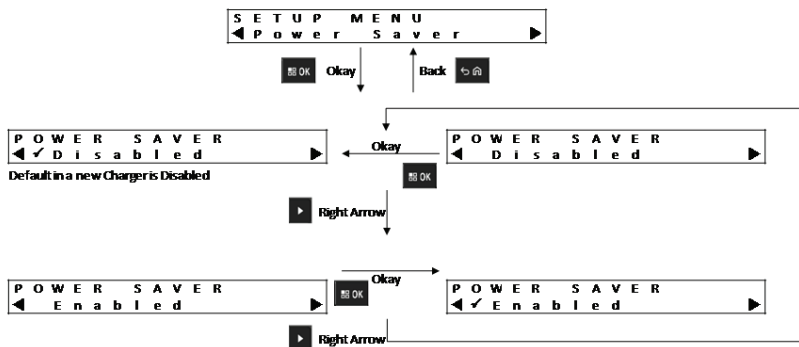 SETUP MENU
◀ Power Saver ▶
OK Okay Back
POWER SAVER
◀ ✓ Disabled ▶
Okay
POWER SAVER
◀ Disabled ▶
Default in a new Charger is Disabled
OK
Right Arrow
POWER SAVER
◀ Enabled ▶
OK
Okay
POWER SAVER
◀ ✓ Enabled ▶
Right Arrow